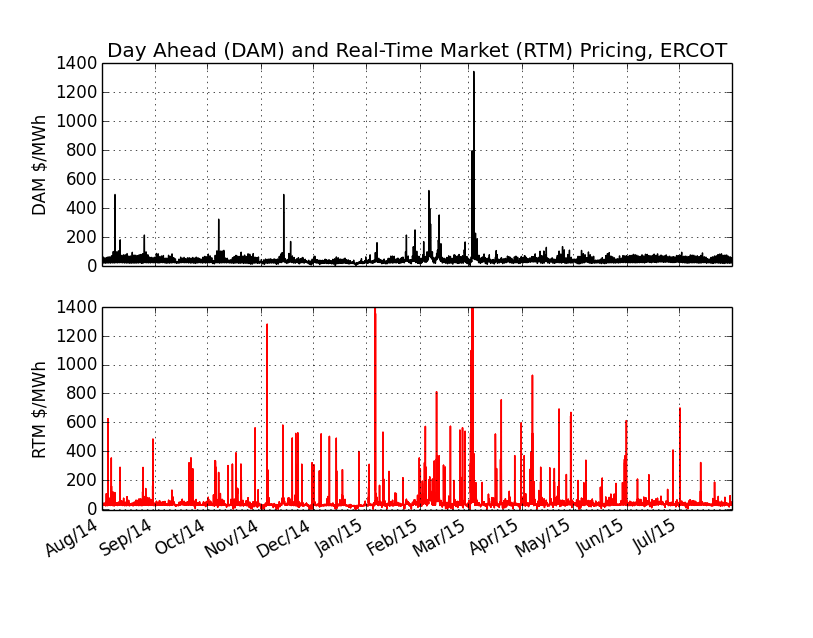 Day Ahead (DAM) and Real-Time Market (RTM) Pricing, ERCOT
1400
1200
1000
800
600
400
200
0
DAM $/MWh
1400
1200
1000
800
600
400
200
0
RTM $/MWh
Aug/14
Sep/14
Oct/14
Nov/14
Dec/14
Jan/15
Feb/15
Mar/15
Apr/15
May/15
Jun/15
Jul/15